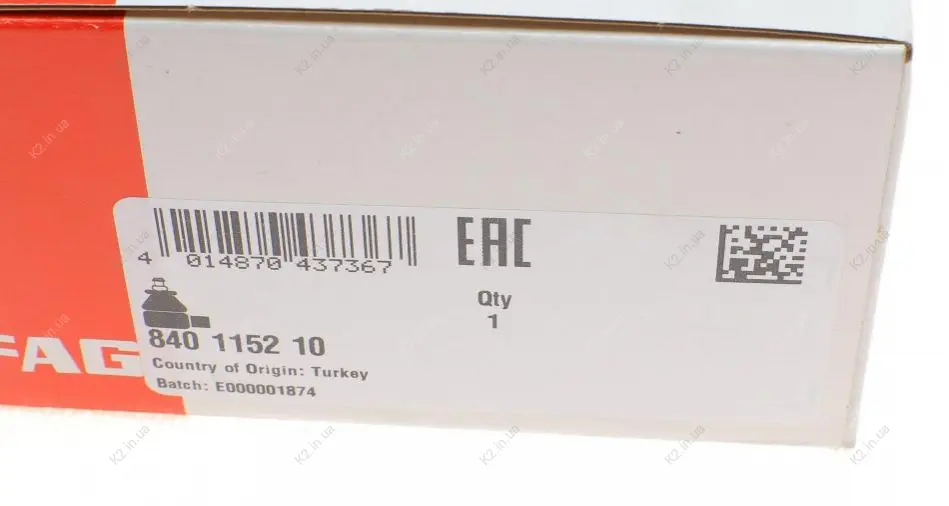 4 014870 437367
EAC
Qty
1
840 1152 10
Country of Origin: Turkey
Batch: E000001874
FAG
K2.in.ua